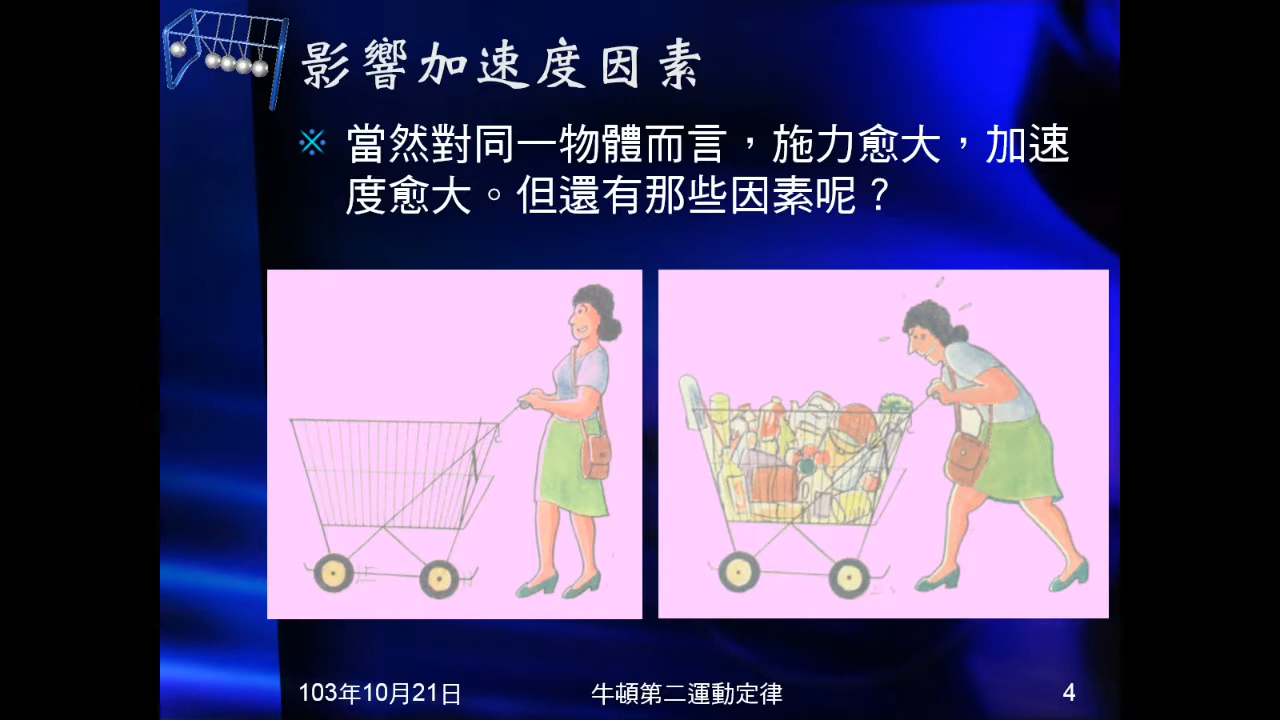 影響加速度因素
※ 當然對同一物體而言，施力愈大，加速
度愈大。但還有那些因素呢？
103年10月21日
牛頓第二運動定律
4